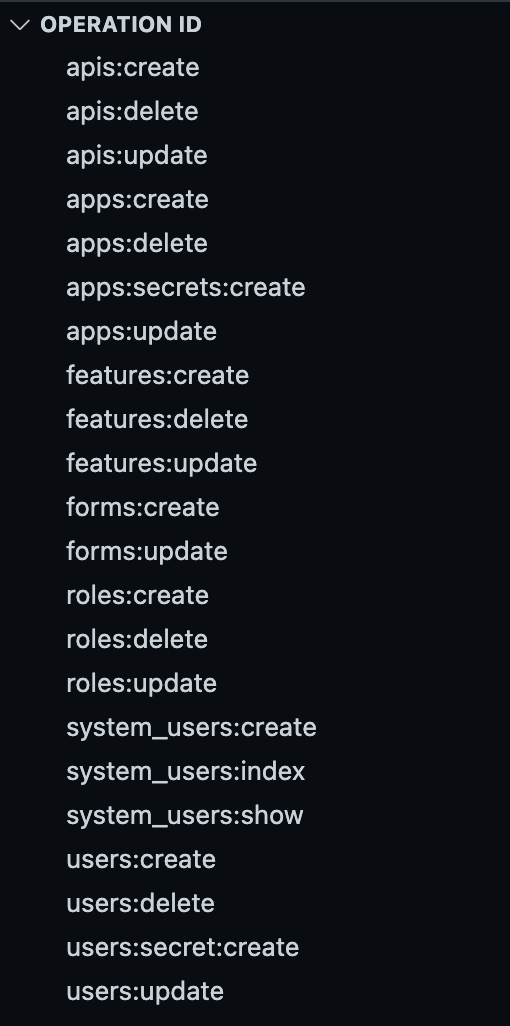 OPERATION ID
apis:create
apis:delete
apis:update
apps:create
apps:delete
apps:secrets:create
apps:update
features:create
features:delete
features:update
forms:create
forms:update
roles:create
roles:delete
roles:update
system_users:create
system_users:index
system_users:show
users:create
users:delete
users:secret:create
users:update